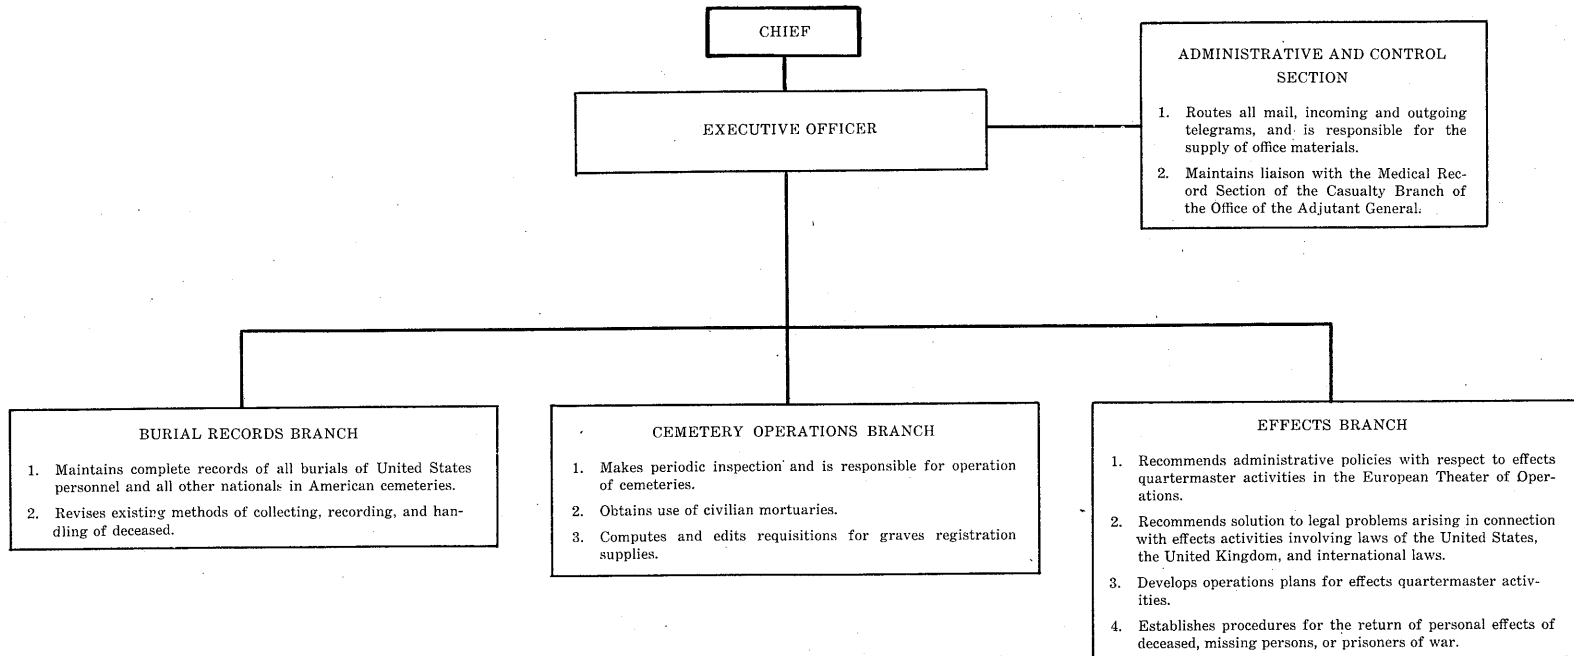 CHIEF
EXECUTIVE OFFICER
ADMINISTRATIVE AND CONTROL
SECTION
1. Routes all mail, incoming and outgoing
telegrams, and is responsible for the
supply of office materials.
2. Maintains liaison with the Medical Rec-
ord Section of the Casualty Branch of
the Office of the Adjutant General.
BURIAL RECORDS BRANCH
1. Maintains complete records of all burials of United States
personnel and all other nationals in American cemeteries.
2. Revises existing methods of collecting, recording, and han-
dling of deceased.
CEMETERY OPERATIONS BRANCH
1. Makes periodic inspection and is responsible for operation
of cemeteries.
2. Obtains use of civilian mortuaries.
3. Computes and edits requisitions for graves registration
supplies.
EFFECTS BRANCH
1. Recommends administrative policies with respect to effects
quartermaster activities in the European Theater of Oper-
ations.
2. Recommends solution to legal problems arising in connection
with effects activities involving laws of the United States,
the United Kingdom, and international laws.
3. Develops operations plans for effects quartermaster activ-
ities.
4. Establishes procedures for the return of personal effects of
deceased, missing persons, or prisoners of war.